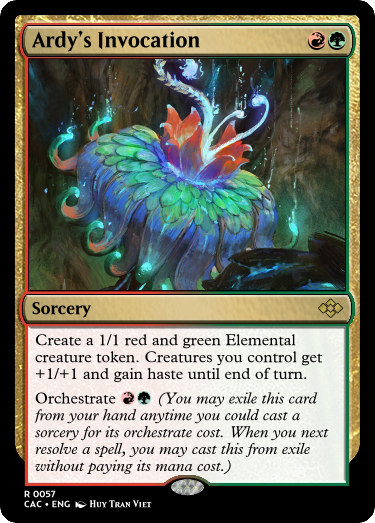 Ardy's Invocation
Sorcery
Create a 1/1 red and green Elemental
creature token. Creatures you control get
+1/+1 and gain haste until end of turn.
Orchestrate (You may exile this
card from your hand anytime you could cast a
sorcery for its orchestrate cost. When you next
resolve a spell, you may cast this from exile
without paying its mana cost.)
R 0057
CAC • ENG Huy Tran Viet